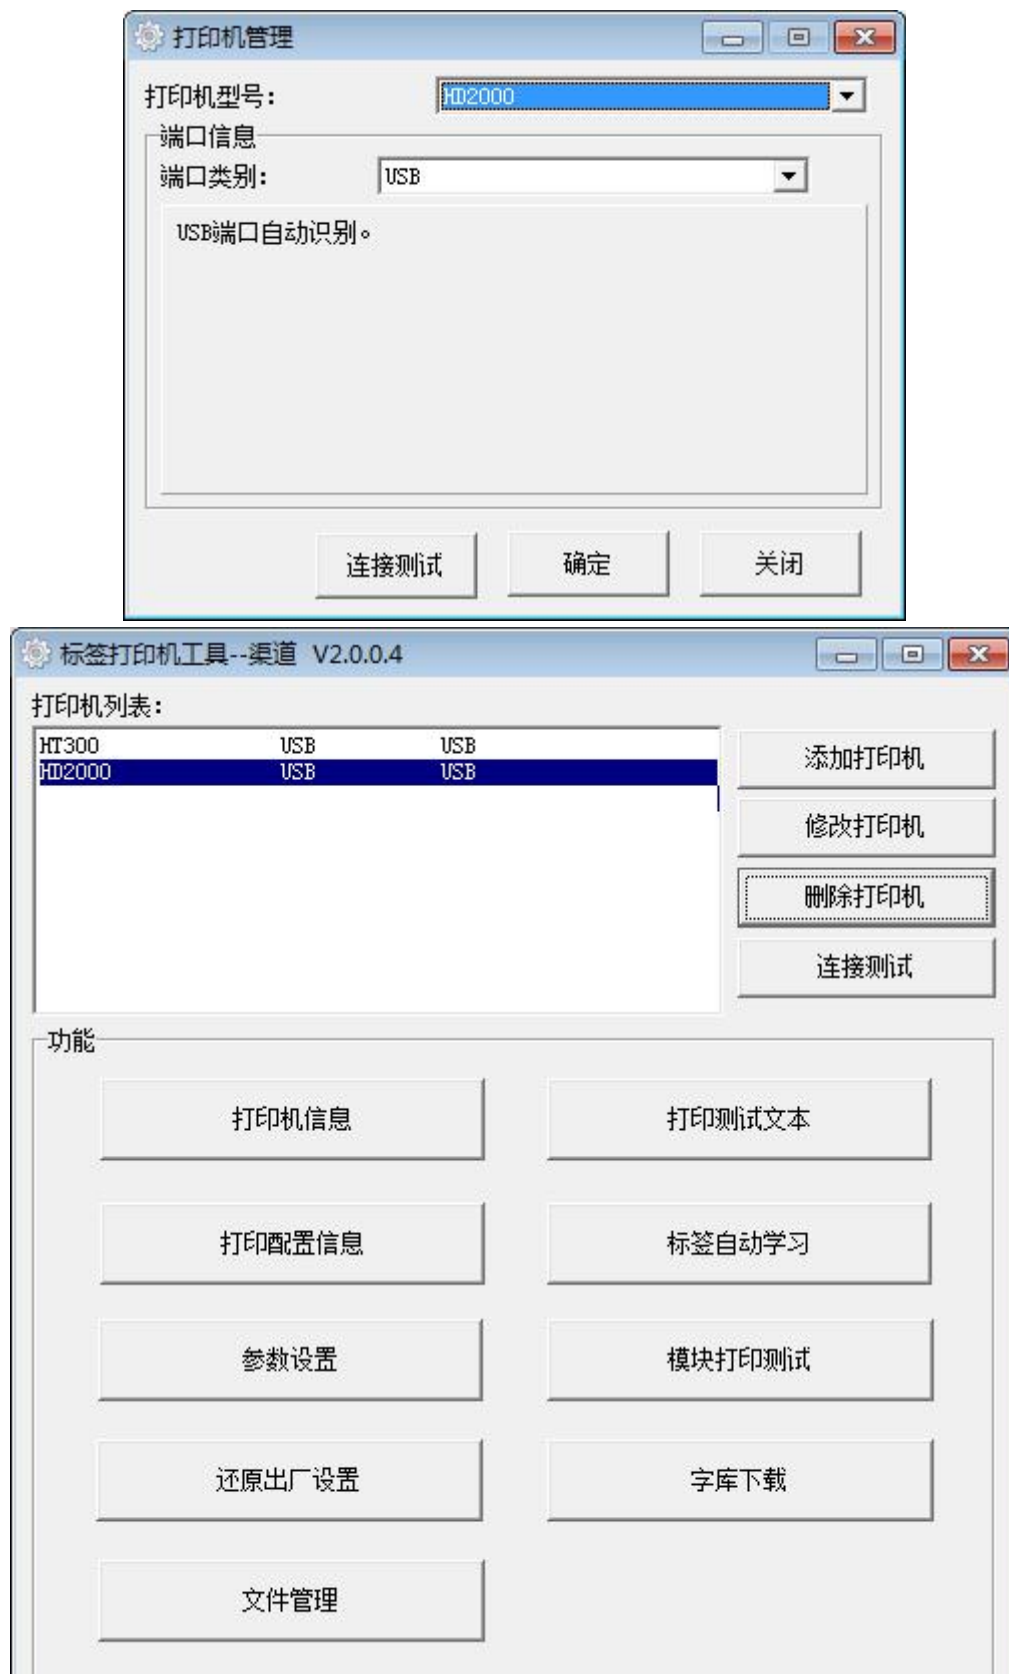 打印机管理
打印机型号： HD2000
端口信息
端口类别： USB
USB端口自动识别。
连接测试 确定 关闭
标签打印机工具--渠道 V2.0.0.4
打印机列表：
HT300 USB USB
HD2000 USB USB
添加打印机
修改打印机
删除打印机
连接测试
功能
打印机信息 打印测试文本
打印配置信息 标签自动学习
参数设置 模块打印测试
还原出厂设置 字库下载
文件管理